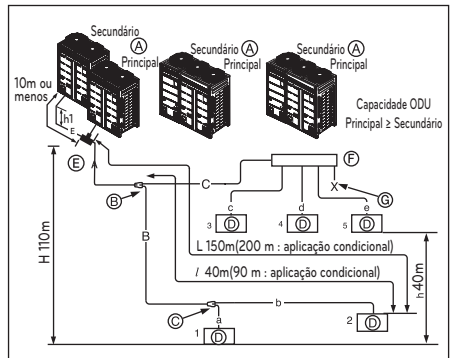 Secundário Ⓐ
Principal
Secundário Ⓐ
Principal
Secundário Ⓐ
Principal
10m ou
menos
h1
E
Ⓔ
Capacidade ODU
Principal ≥ Secundário
Ⓕ
Ⓖ
X
C
Ⓑ
c
d
e
3 Ⓓ
4 Ⓓ
5 Ⓓ
H 110m
B
L 150m(200 m : aplicação condicional)
l 40m(90 m : aplicação condicional)
h 40m
Ⓒ
b
a
2 Ⓓ
1 Ⓓ